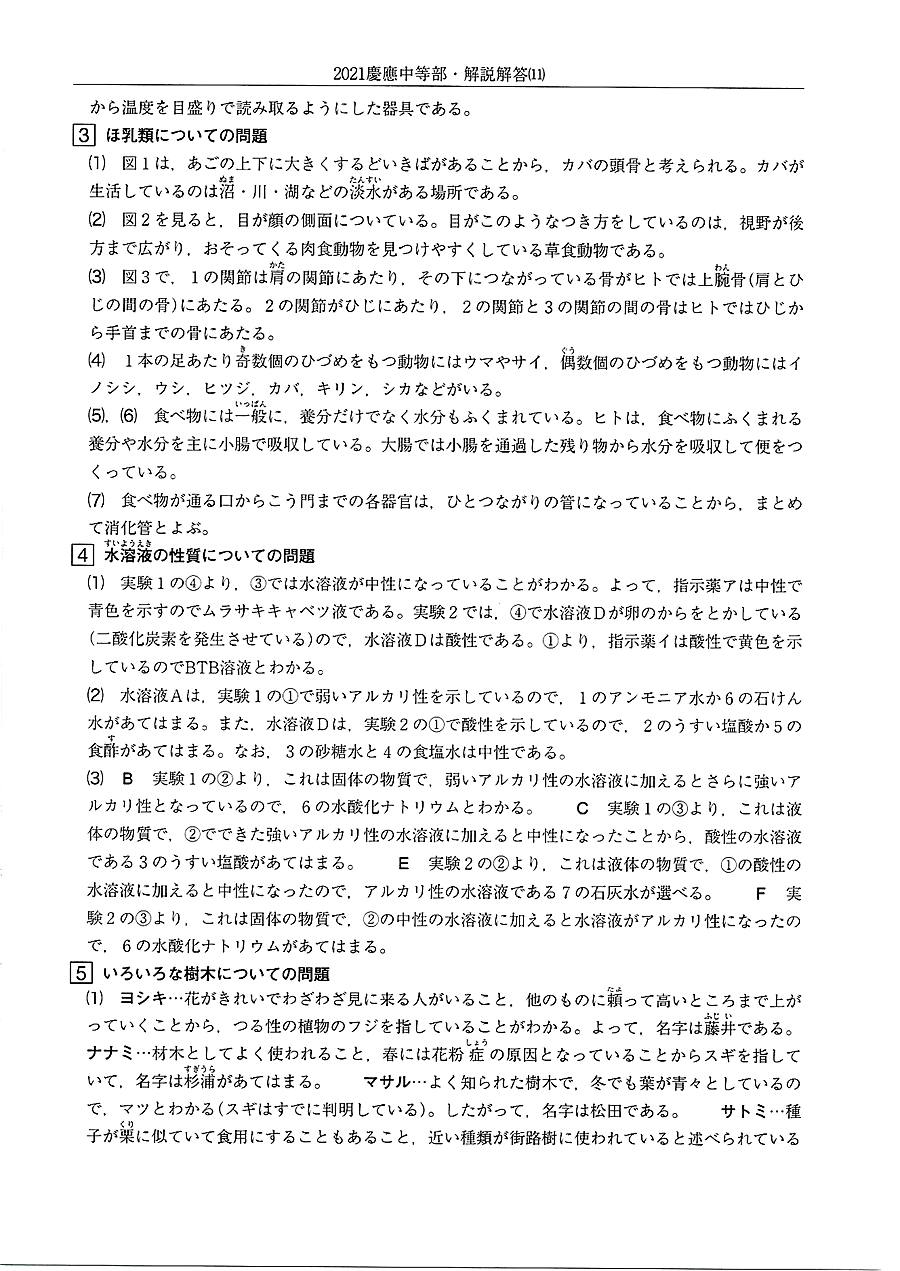 2021慶應中等部・解説解答(11)
から温度を目盛りで読み取るようにした器具である。
3 ほ乳類についての問題
(1) 図1は，あごの上下に大きくするどいきばがあることから，カバの頭骨と考えられる。カバが
生活しているのは沼・川・湖などの淡水がある場所である。
(2) 図2を見ると，目が顔の側面についている。目がこのようなつき方をしているのは，視野が後
方まで広がり，おそってくる肉食動物を見つけやすくしている草食動物である。
(3) 図3で，1の関節は肩の関節にあたり，その下につながっている骨がヒトでは上腕骨(肩とひ
じの間の骨)にあたる。2の関節がひじにあたり，2の関節と3の関節の間の骨はヒトではひじか
ら手首までの骨にあたる。
(4) 1本の足あたり奇数個のひづめをもつ動物にはウマやサイ，偶数個のひづめをもつ動物にはイ
ノシシ，ウシ，ヒツジ，カバ，キリン，シカなどがいる。
(5)，(6) 食べ物には一般に，養分だけでなく水分もふくまれている。ヒトは，食べ物にふくまれる
養分や水分を主に小腸で吸収している。大腸では小腸を通過した残り物から水分を吸収して便をつ
くっている。
(7) 食べ物が通る口からこう門までの各器官は，ひとつながりの管になっていることから，まとめ
て消化管とよぶ。
4 水溶液の性質についての問題
(1) 実験1の④より，③では水溶液が中性になっていることがわかる。よって，指示薬アは中性で
青色を示すのでムラサキキャベツ液である。実験2では，④で水溶液Dが卵のからをとかしている
(二酸化炭素を発生させている)ので，水溶液Dは酸性である。①より，指示薬イは酸性で黄色を示
しているのでBTB溶液とわかる。
(2) 水溶液Aは，実験1の①で弱いアルカリ性を示しているので，1のアンモニア水か6の石けん
水があてはまる。また，水溶液Dは，実験2の①で酸性を示しているので，2のうすい塩酸か5の
食酢があてはまる。なお，3の砂糖水と4の食塩水は中性である。
(3) B 実験1の②より，これは固体の物質で，弱いアルカリ性の水溶液に加えるとさらに強いア
ルカリ性となっているので，6の水酸化ナトリウムとわかる。 C 実験1の③より，これは液
体の物質で，②でできた強いアルカリ性の水溶液に加えると中性になったことから，酸性の水溶液
である3のうすい塩酸があてはまる。 E 実験2の②より，これは液体の物質で，①の酸性の
水溶液に加えると中性になったので，アルカリ性の水溶液である7の石灰水が選べる。 F 実
験2の③より，これは固体の物質で，②の中性の水溶液に加えると水溶液がアルカリ性になったの
で，6の水酸化ナトリウムがあてはまる。
5 いろいろな樹木についての問題
(1) ヨシキ…花がきれいでわざわざ見に来る人がいること，他のものに頼って高いところまで上が
っていくことから，つる性の植物のフジを指していることがわかる。よって，名字は藤井である。
ナナミ…材木としてよく使われること，春には花粉症の原因となっていることからスギを指して
いて，名字は杉浦があてはまる。 マサル…よく知られた樹木で，冬でも葉が青々としているの
で，マツとわかる(スギはすでに判明している)。したがって，名字は松田である。 サトミ…種
子が栗に似ていて食用にすることもあること，近い種類が街路樹に使われていると述べられている